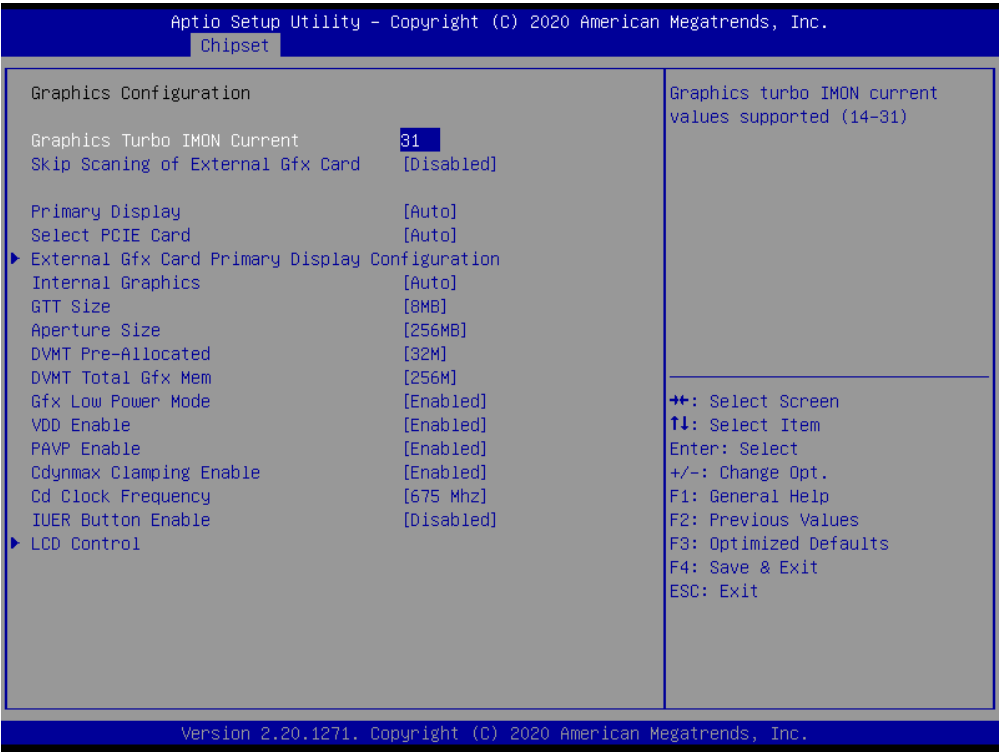 Aptio Setup Utility – Copyright (C) 2020 American Megatrends, Inc.
Chipset
Graphics Configuration
Graphics Turbo IMON Current 31
Skip Scaning of External Gfx Card [Disabled]
Primary Display [Auto]
Select PCIE Card [Auto]
External Gfx Card Primary Display Configuration
Internal Graphics [Auto]
GTT Size [8MB]
Aperture Size [256MB]
DVMT Pre-Allocated [32M]
DVMT Total Gfx Mem [256M]
Gfx Low Power Mode [Enabled]
VDD Enable [Enabled]
PAVP Enable [Enabled]
Cdynmax Clamping Enable [Enabled]
Cd Clock Frequency [675 Mhz]
IUER Button Enable [Disabled]
LCD Control
Graphics turbo IMON current
values supported (14-31)
→←: Select Screen
↑↓: Select Item
Enter: Select
+/-: Change Opt.
F1: General Help
F2: Previous Values
F3: Optimized Defaults
F4: Save & Exit
ESC: Exit
Version 2.20.1271. Copyright (C) 2020 American Megatrends, Inc.